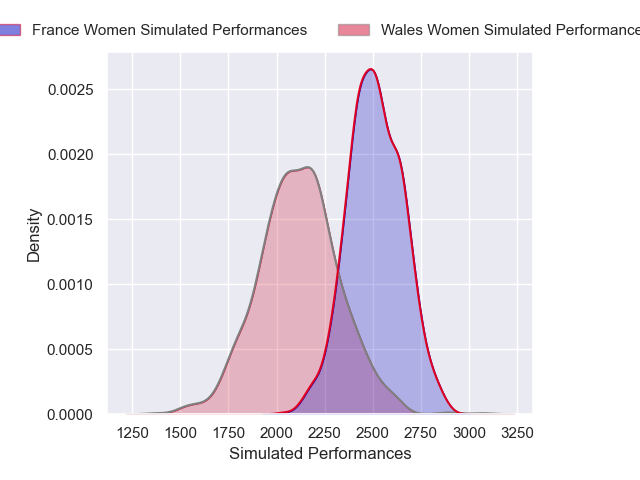 France Women Simulated Performances
Wales Women Simulated Performance
0.0025
0.0020
0.0015
0.0010
0.0005
0.0000
Density
1250 1500 1750 2000 2250 2500 2750 3000 3250
Simulated Performances